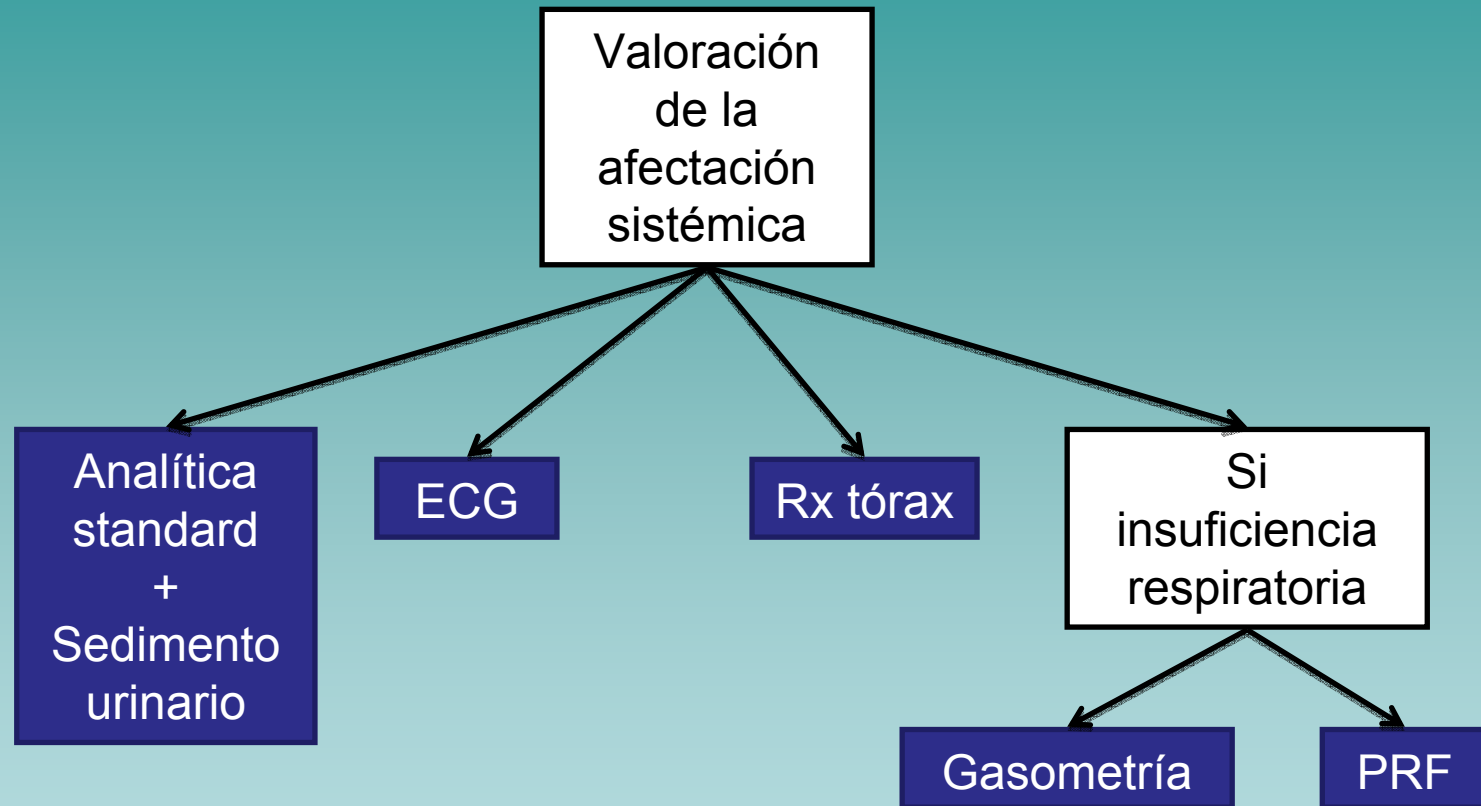 Valoración
de la
afectación
sistémica
Analítica
standard
+
Sedimento
urinario
ECG
Rx tórax
Si
insuficiencia
respiratoria
Gasometría
PRF